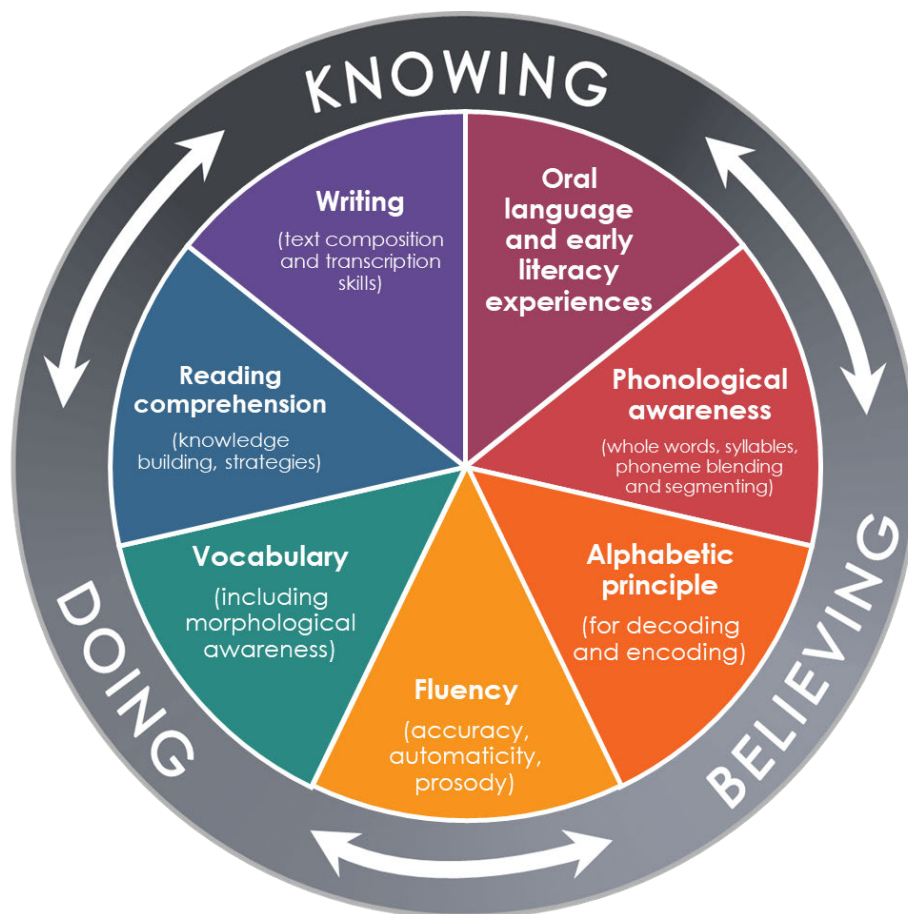 KNOWING
Oral
language
and early
literacy
experiences
Phonological
awareness
(whole words, syllables,
phoneme blending
and segmenting)
Alphabetic
principle
(for decoding
and encoding)
Fluency
(accuracy,
automaticity,
prosody)
Vocabulary
(including
morphological
awareness)
Reading
comprehension
(knowledge
building, strategies)
Writing
(text composition
and transcription
skills)
BELIEVING
DOING